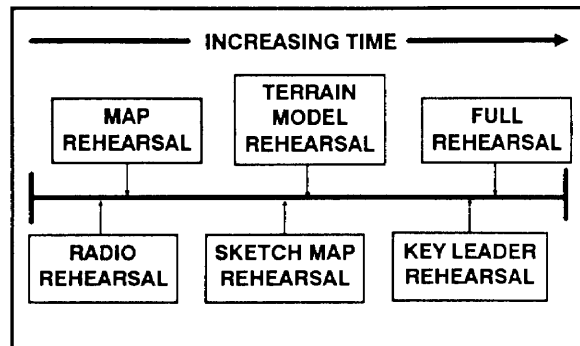 INCREASING TIME
MAP
REHEARSAL
TERRAIN
MODEL
REHEARSAL
FULL
REHEARSAL
RADIO
REHEARSAL
SKETCH MAP
REHEARSAL
KEY LEADER
REHEARSAL